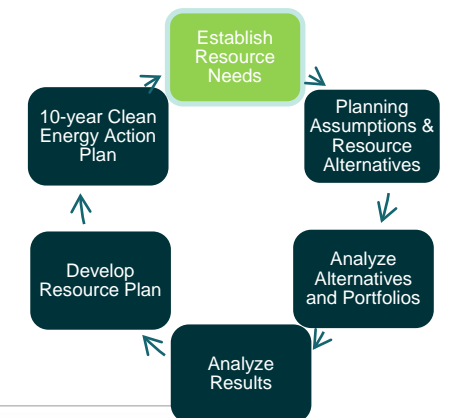 Establish
Resource
Needs
Planning
Assumptions &
Resource
Alternatives
Analyze
Alternatives
and Portfolios
Analyze
Results
Develop
Resource Plan
10-year Clean
Energy Action
Plan